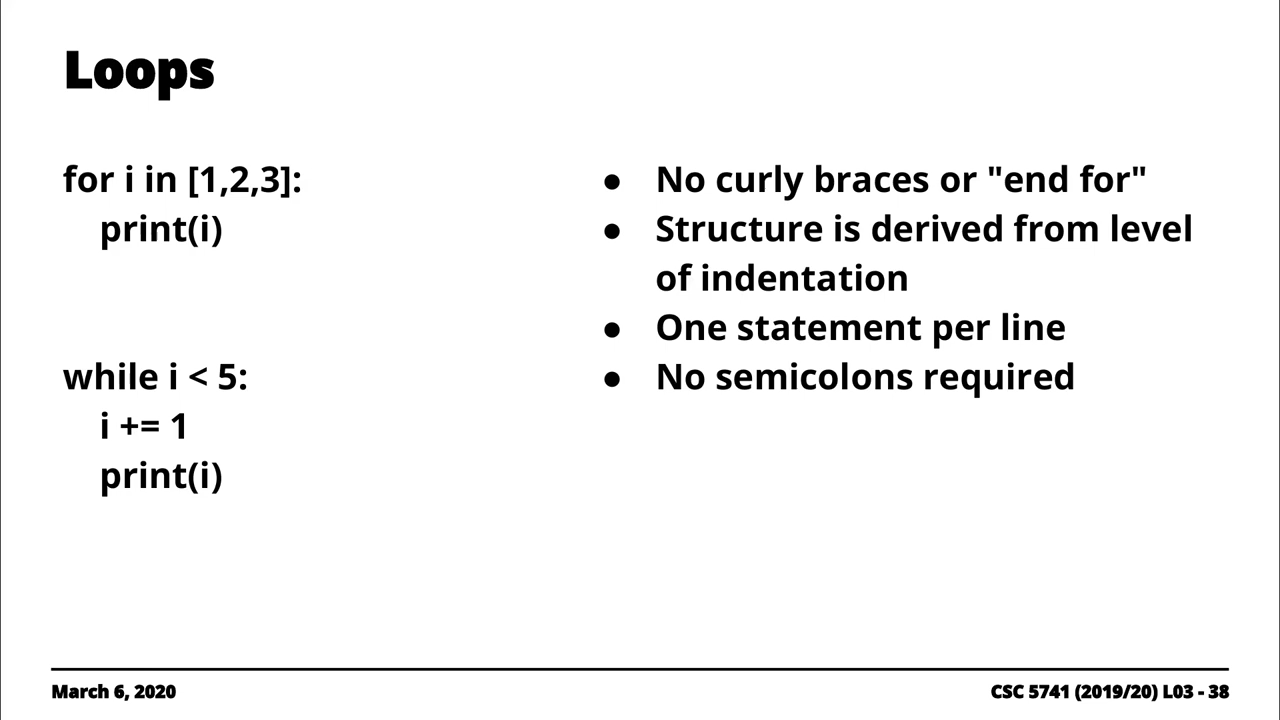 Loops
for i in [1,2,3]:
    print(i)
while i < 5:
    i += 1
    print(i)
● No curly braces or "end for"
● Structure is derived from level
of indentation
● One statement per line
● No semicolons required
March 6, 2020
CSC 5741 (2019/20) L03 - 38